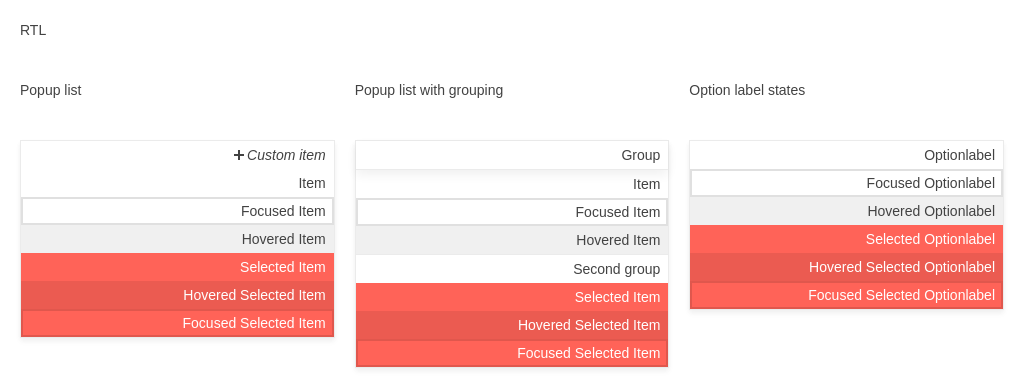 RTL
Popup list
Custom item
Item
Focused Item
Hovered Item
Selected Item
Hovered Selected Item
Focused Selected Item
Popup list with grouping
Group
Item
Focused Item
Hovered Item
Second group
Selected Item
Hovered Selected Item
Focused Selected Item
Option label states
Optionlabel
Focused Optionlabel
Hovered Optionlabel
Selected Optionlabel
Hovered Selected Optionlabel
Focused Selected Optionlabel